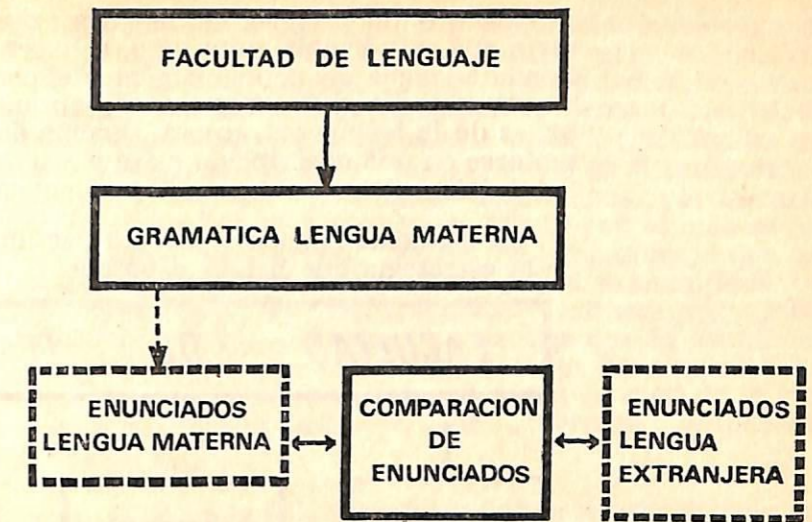 FACULTAD DE LENGUAJE
GRAMATICA LENGUA MATERNA
ENUNCIADOS
LENGUA MATERNA
COMPARACION
DE
ENUNCIADOS
ENUNCIADOS
LENGUA
EXTRANJERA